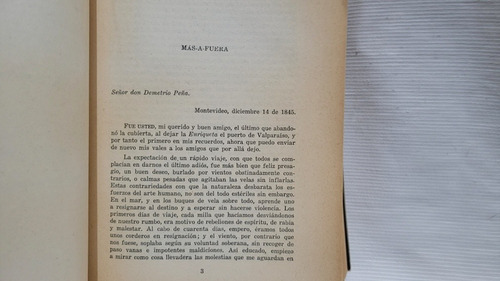 MAS-A-FUERA
Señor don Demetrio Peña.
Montevideo, diciembre 14 de 1845.
FUE USTED, mi querido y buen amigo, el último que abando-
nó la cubierta, al dejar la Enriqueta el puerto de Valparaíso, y
por tanto el primero en mis recuerdos, ahora que puedo enviar
de nuevo mis vales a los amigos que por allá dejo.
La expectación de un rápido viaje, con que todos se com-
placían en darnos el último adiós, fue más bien que feliz presa-
gio, un buen deseo, burlado por vientos obstinadamente con-
trarios, o calmas pesadas que agitaban las velas sin inflarlas.
Estas contrariedades con que la naturaleza desbarata los es-
fuerzos del arte humano, no son del todo estériles sin embargo.
En el mar, y en los buques de vela sobre todo, aprende uno a
resignarse al destino y a esperar sin hacerse violencia. Los
primeros días de viaje, cada milla que hacíamos desviándonos
de nuestro rumbo, era motivo de rebeliones de espíritu, de rabia
y malestar. Al cabo de cuarenta días, empero, éramos todos
unos corderos en resignación; y el viento, por contrario que
nos fuese, soplaba según su voluntad soberana, sin recoger de
paso vanas e impotentes maldiciones. Así educado, empiezo
a mirar como cosa llevadera las molestias que me aguardan en
3